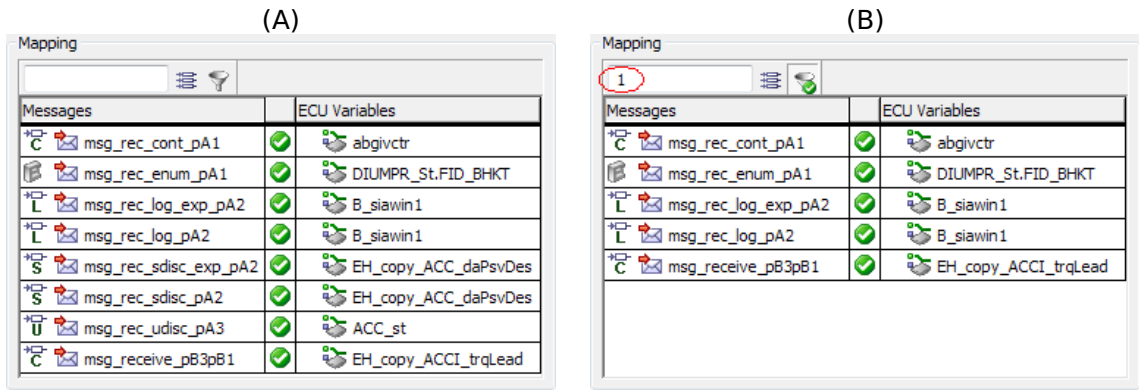 (A)
Mapping
Messages ECU Variables
C msg_rec_cont_pA1 abgivctr
msg_rec_enum_pA1 DIUMPR_St.FID_BHKT
L msg_rec_log_exp_pA2 B_siawin1
L msg_rec_log_pA2 B_siawin1
S msg_rec_sdisc_exp_pA2 EH_copy_ACC_daPsvDes
S msg_rec_sdisc_pA2 EH_copy_ACC_daPsvDes
U msg_rec_udisc_pA3 ACC_st
C msg_receive_pB3pB1 EH_copy_ACCI_trqLead
(B)
Mapping
1
Messages ECU Variables
C msg_rec_cont_pA1 abgivctr
msg_rec_enum_pA1 DIUMPR_St.FID_BHKT
L msg_rec_log_exp_pA2 B_siawin1
L msg_rec_log_pA2 B_siawin1
C msg_receive_pB3pB1 EH_copy_ACCI_trqLead